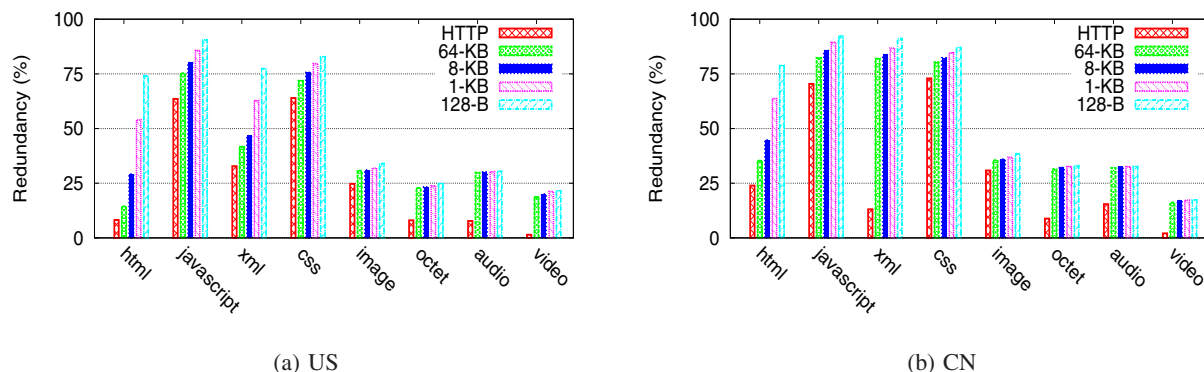 Redundancy (%)
100
75
50
25
0
HTTP
64-KB
8-KB
1-KB
128-B
html
javascript
xml
css
image
octet
audio
video
(a) US
Redundancy (%)
100
75
50
25
0
HTTP
64-KB
8-KB
1-KB
128-B
html
javascript
xml
css
image
octet
audio
video
(b) CN